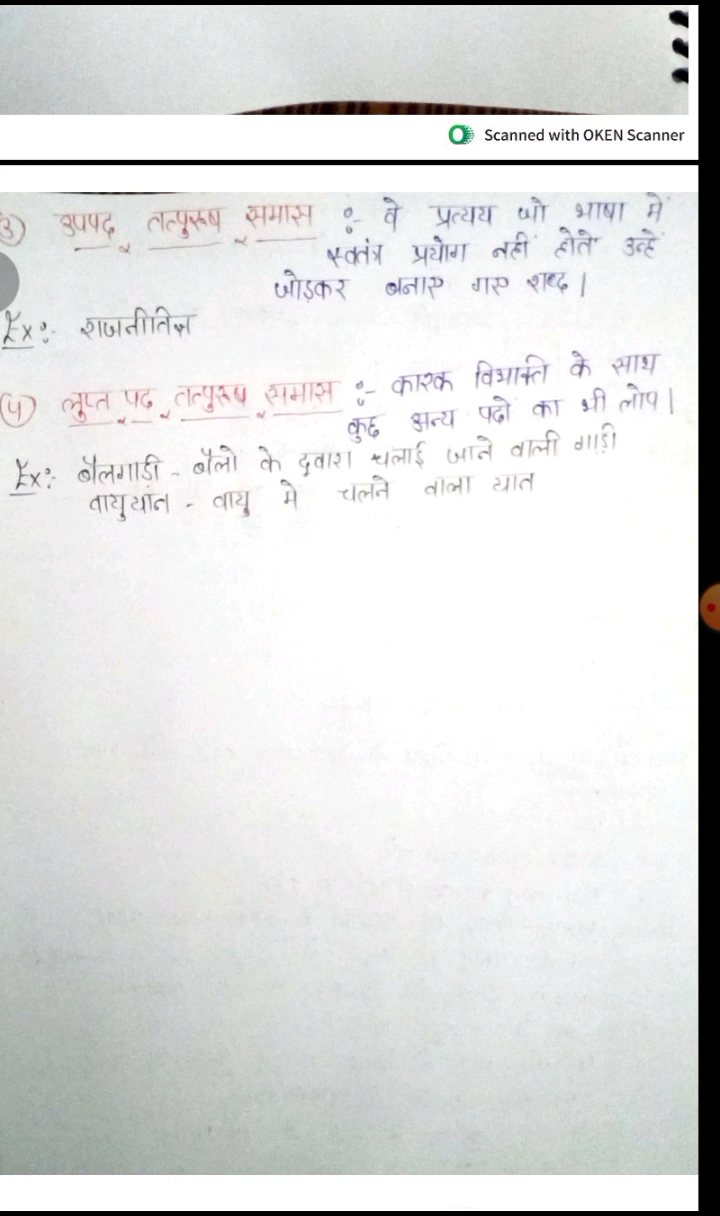 Scanned with OKEN Scanner
③ उपपद तत्पुरूष समास :- वे प्रत्यय जो भाषा में
स्वतंत्र प्रयोग नहीं होते उन्हें
जोड़कर बनाए गए शब्द।
Ex:- राजनीतिज्ञ
(५) लुप्त पद तत्पुरूष समास :- कारक विभक्ति के साथ
कुछ अन्य पदो का भी लोप।
Ex:- बैलगाड़ी - बैलो के द्वारा चलाई जाने वाली गाड़ी
वायुयान - वायु मे चलने वाला यान